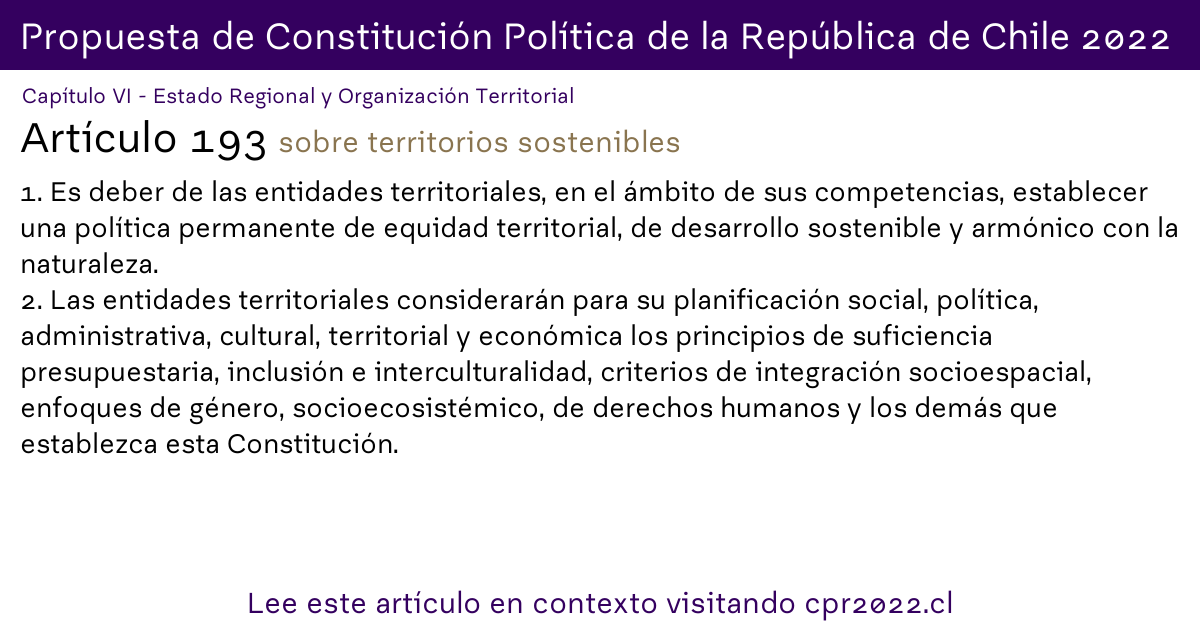 Propuesta de Constitución Política de la República de Chile 2022
Capítulo VI - Estado Regional y Organización Territorial
Artículo 193 sobre territorios sostenibles
1. Es deber de las entidades territoriales, en el ámbito de sus competencias, establecer
una política permanente de equidad territorial, de desarrollo sostenible y armónico con la
naturaleza.
2. Las entidades territoriales considerarán para su planificación social, política,
administrativa, cultural, territorial y económica los principios de suficiencia
presupuestaria, inclusión e interculturalidad, criterios de integración socioespacial,
enfoques de género, socioecosistémico, de derechos humanos y los demás que
establezca esta Constitución.
Lee este artículo en contexto visitando cpr2022.cl